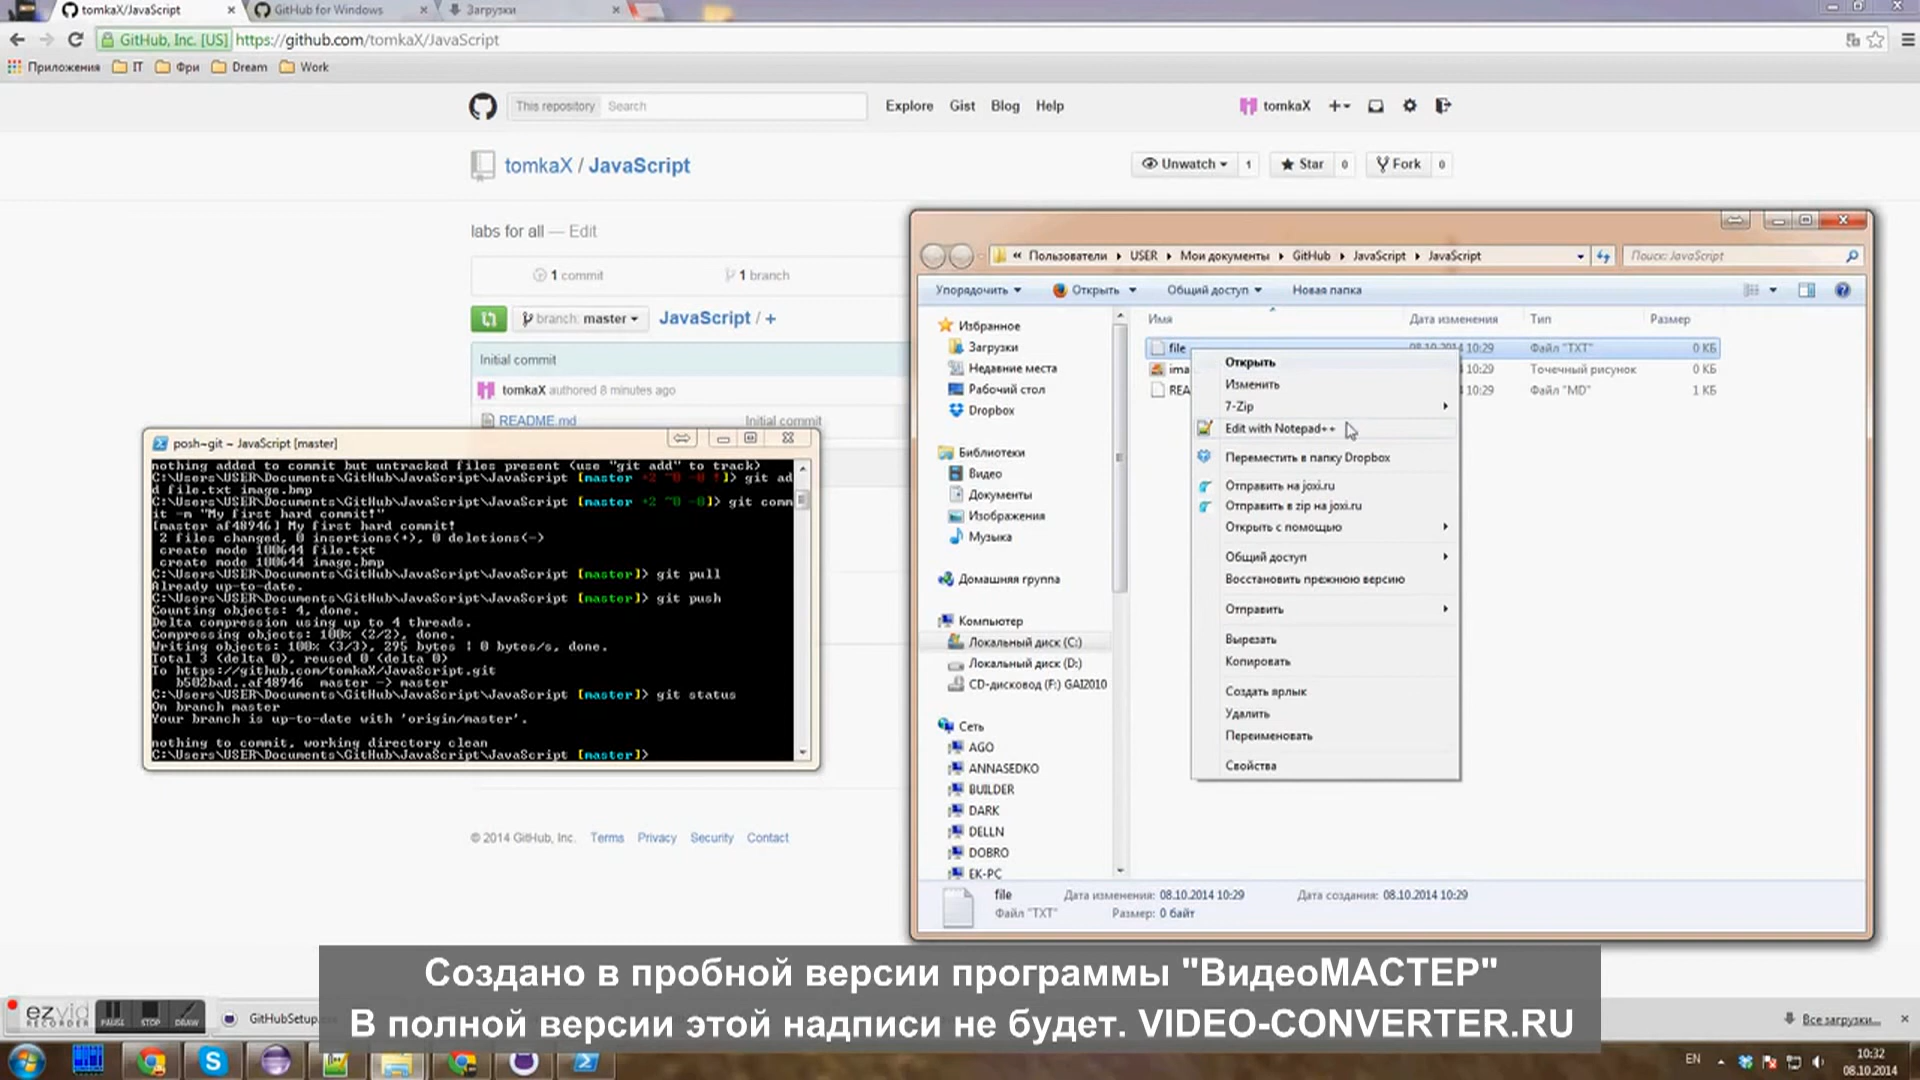 tomkaX/JavaScript
GitHub for Windows
Загрузки
GitHub, Inc. [US] https://github.com/tomkaX/JavaScript
Приложения IT Фри Dream Work
This repository Search Explore Gist Blog Help tomkaX
tomkaX / JavaScript
Unwatch 1 Star 0 Fork 0
labs for all — Edit
1 commit 1 branch
branch: master JavaScript / +
Initial commit
tomkaX authored 8 minutes ago
README.md Initial commit
posh~git ~ JavaScript [master]
nothing added to commit but untracked files present (use "git add" to track)
C:\Users\USER\Documents\GitHub\JavaScript\JavaScript [master +2 ~0 -0 !]> git ad
d file.txt image.bmp
C:\Users\USER\Documents\GitHub\JavaScript\JavaScript [master +2 ~0 -0]> git comm
it -m "My first hard commit!"
[master af48946] My first hard commit!
2 files changed, 0 insertions(+), 0 deletions(-)
create mode 100644 file.txt
create mode 100644 image.bmp
C:\Users\USER\Documents\GitHub\JavaScript\JavaScript [master]> git pull
Already up-to-date.
C:\Users\USER\Documents\GitHub\JavaScript\JavaScript [master]> git push
Counting objects: 4, done.
Delta compression using up to 4 threads.
Compressing objects: 100% (2/2), done.
Writing objects: 100% (3/3), 295 bytes | 0 bytes/s, done.
Total 3 (delta 0), reused 0 (delta 0)
To https://github.com/tomkaX/JavaScript.git
b502bad..af48946 master -> master
C:\Users\USER\Documents\GitHub\JavaScript\JavaScript [master]> git status
On branch master
Your branch is up-to-date with 'origin/master'.
nothing to commit, working directory clean
C:\Users\USER\Documents\GitHub\JavaScript\JavaScript [master]>
© 2014 GitHub, Inc. Terms Privacy Security Contact
« Пользователи USER Мои документы GitHub JavaScript JavaScript
Поиск: JavaScript
Упорядочить Открыть Общий доступ Новая папка
Имя Дата изменения Тип Размер
file 08.10.2014 10:29 Файл "TXT" 0 КБ
ima 10:29 Точечный рисунок 0 КБ
REA 10:29 Файл "MD" 1 КБ
Избранное
Загрузки
Недавние места
Рабочий стол
Dropbox
Библиотеки
Видео
Документы
Изображения
Музыка
Домашняя группа
Компьютер
Локальный диск (C:)
Локальный диск (D:)
CD-дисковод (F:) GAI2010
Сеть
AGO
ANNASEDKO
BUILDER
DARK
DELLN
DOBRO
EK-PC
Открыть
Изменить
7-Zip
Edit with Notepad++
Переместить в папку Dropbox
Отправить на joxi.ru
Отправить в zip на joxi.ru
Открыть с помощью
Общий доступ
Восстановить прежнюю версию
Отправить
Вырезать
Копировать
Создать ярлык
Удалить
Переименовать
Свойства
file Дата изменения: 08.10.2014 10:29 Дата создания: 08.10.2014 10:29
Файл "TXT" Размер: 0 байт
Создано в пробной версии программы "ВидеоМАСТЕР"
В полной версии этой надписи не будет. VIDEO-CONVERTER.RU
ezvid
RECORDER
PAUSE STOP DRAW
GitHubSetup.
Все загрузки...
EN
10:32
08.10.2014